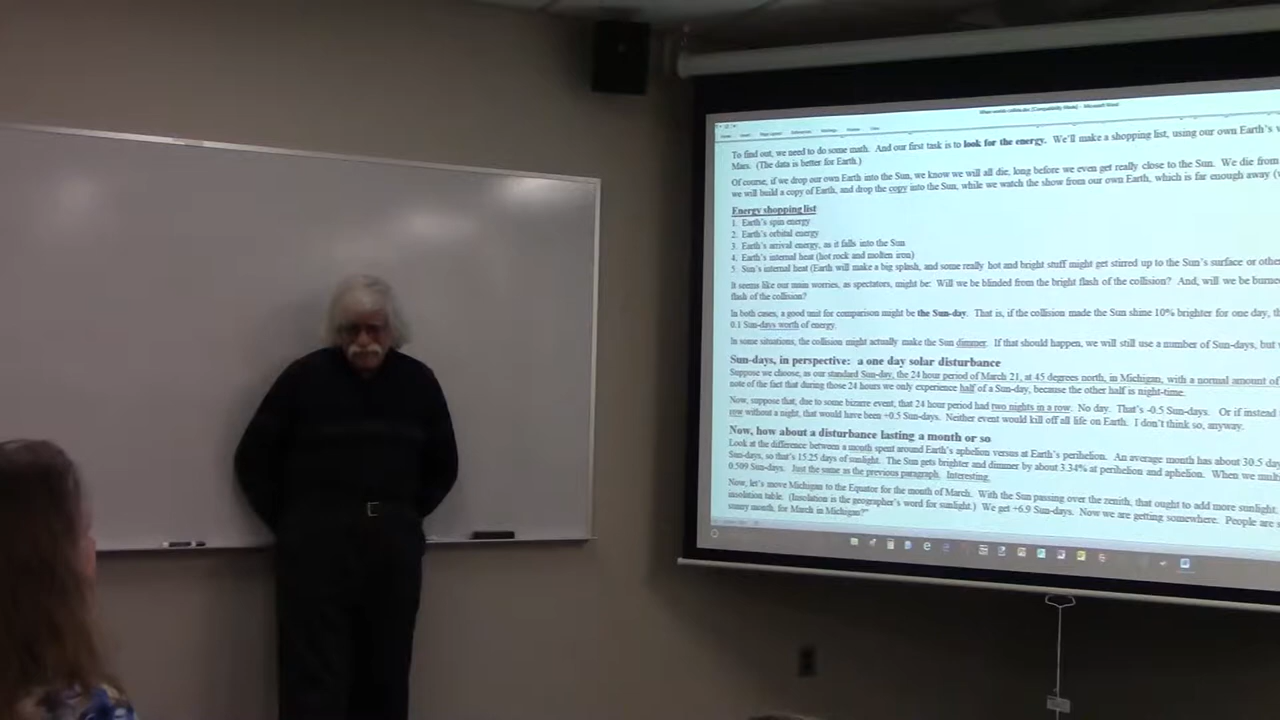 When worlds collide.doc [Compatibility Mode] - Microsoft Word
To find out, we need to do some math. And our first task is to look for the energy. We'll make a shopping list, using our own Earth's
Mars. (The data is better for Earth.)
Of course, if we drop our own Earth into the Sun, we know we will all die, long before we even get really close to the Sun. We die from
we will build a copy of Earth, and drop the copy into the Sun, while we watch the show from our own Earth, which is far enough away
Energy shopping list
1. Earth's spin energy
2. Earth's orbital energy
3. Earth's arrival energy, as it falls into the Sun
4. Earth's internal heat (hot rock and molten iron)
5. Sun's internal heat (Earth will make a big splash, and some really hot and bright stuff might get stirred up to the Sun's surface or
It seems like our main worries, as spectators, might be: Will we be blinded from the bright flash of the collision? And, will we be burned
flash of the collision?
In both cases, a good unit for comparison might be the Sun-day. That is, if the collision made the Sun shine 10% brighter for one day,
0.1 Sun-days worth of energy.
In some situations, the collision might actually make the Sun dimmer. If that should happen, we will still use a number of Sun-days, but
Sun-days, in perspective: a one day solar disturbance
Suppose we choose, as our standard Sun-day, the 24 hour period of March 21, at 45 degrees north, in Michigan, with a normal amount of
note of the fact that during those 24 hours we only experience half of a Sun-day, because the other half is night-time.
Now, suppose that, due to some bizarre event, that 24 hour period had two nights in a row. No day. That's -0.5 Sun-days. Or if instead
row without a night, that would have been +0.5 Sun-days. Neither event would kill off all life on Earth. I don't think so, anyway.
Now, how about a disturbance lasting a month or so
Look at the difference between a month spent around Earth's aphelion versus at Earth's perihelion. An average month has about 30.5
Sun-days, so that's 15.25 days of sunlight. The Sun gets brighter and dimmer by about 3.34% at perihelion and aphelion. When we
0.509 Sun-days. Just the same as the previous paragraph. Interesting.
Now, let's move Michigan to the Equator for the month of March. With the Sun passing over the zenith, that ought to add more sunlight,
insolation table. (Insolation is the geographer's word for sunlight.) We get +6.9 Sun-days. Now we are getting somewhere. People are
sunny month, for March in Michigan?"